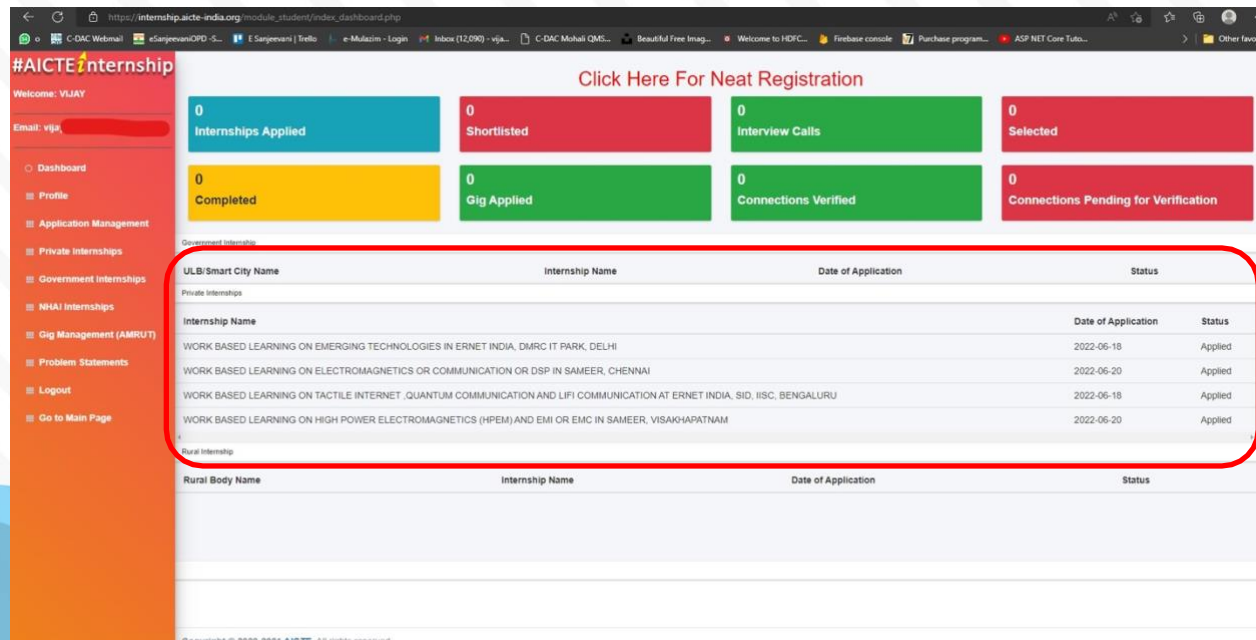 https://internship.aicte-india.org/module_student/index_dashboard.php
C-DAC Webmail eSanjeevaniOPD -S... E Sanjeevani | Trello e-Mulazim - Login Inbox (12,090) - vija... C-DAC Mohali QMS... Beautiful Free Imag... Welcome to HDFC... Firebase console Purchase program... ASP NET Core Tuto... Other favo
#AICTEinternship
Welcome: VIJAY
Email: vija
Dashboard
Profile
Application Management
Private Internships
Government Internships
NHAI Internships
Gig Management (AMRUT)
Problem Statements
Logout
Go to Main Page
Click Here For Neat Registration
0 0 0 0
Internships Applied Shortlisted Interview Calls Selected
0 0 0 0
Completed Gig Applied Connections Verified Connections Pending for Verification
Government Internship
ULB/Smart City Name Internship Name Date of Application Status
Private Internships
Internship Name Date of Application Status
WORK BASED LEARNING ON EMERGING TECHNOLOGIES IN ERNET INDIA, DMRC IT PARK, DELHI 2022-06-18 Applied
WORK BASED LEARNING ON ELECTROMAGNETICS OR COMMUNICATION OR DSP IN SAMEER, CHENNAI 2022-06-20 Applied
WORK BASED LEARNING ON TACTILE INTERNET ,QUANTUM COMMUNICATION AND LIFI COMMUNICATION AT ERNET INDIA, SID, IISC, BENGALURU 2022-06-18 Applied
WORK BASED LEARNING ON HIGH POWER ELECTROMAGNETICS (HPEM) AND EMI OR EMC IN SAMEER, VISAKHAPATNAM 2022-06-20 Applied
Rural Internship
Rural Body Name Internship Name Date of Application Status